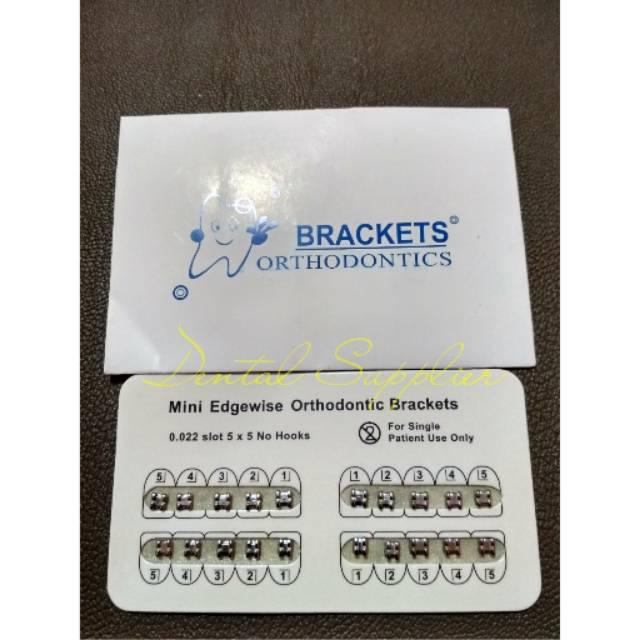 BRACKETS©
ORTHODONTICS
Dental Supplier
Mini Edgewise Orthodontic Brackets
0.022 slot 5 x 5 No Hooks
For Single
Patient Use Only
5 4 3 2 1 1 2 3 4 5
5 4 3 2 1 1 2 3 4 5